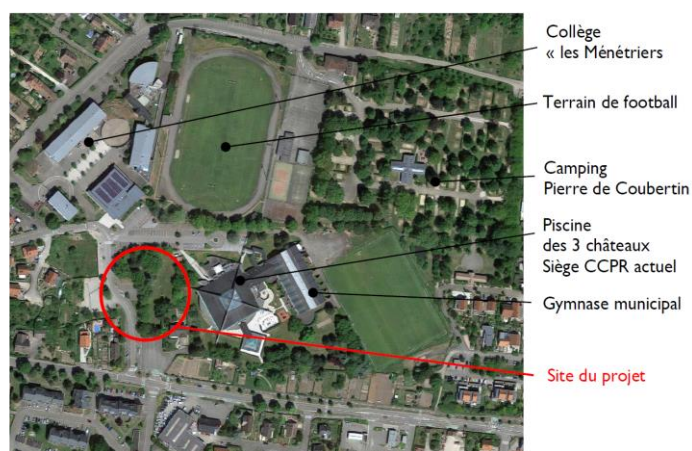 Collège
« les Ménétriers
Terrain de football
Camping
Pierre de Coubertin
Piscine
des 3 châteaux
Siège CCPR actuel
Gymnase municipal
Site du projet